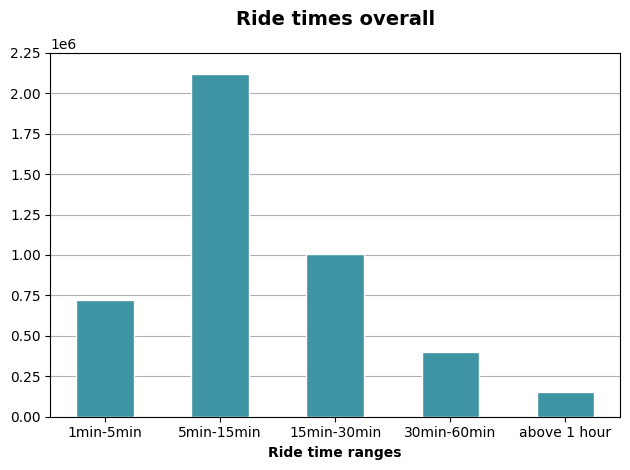 Ride times overall
1e6
2.25
2.00
1.75
1.50
1.25
1.00
0.75
0.50
0.25
0.00
1min-5min 5min-15min 15min-30min 30min-60min above 1 hour
Ride time ranges